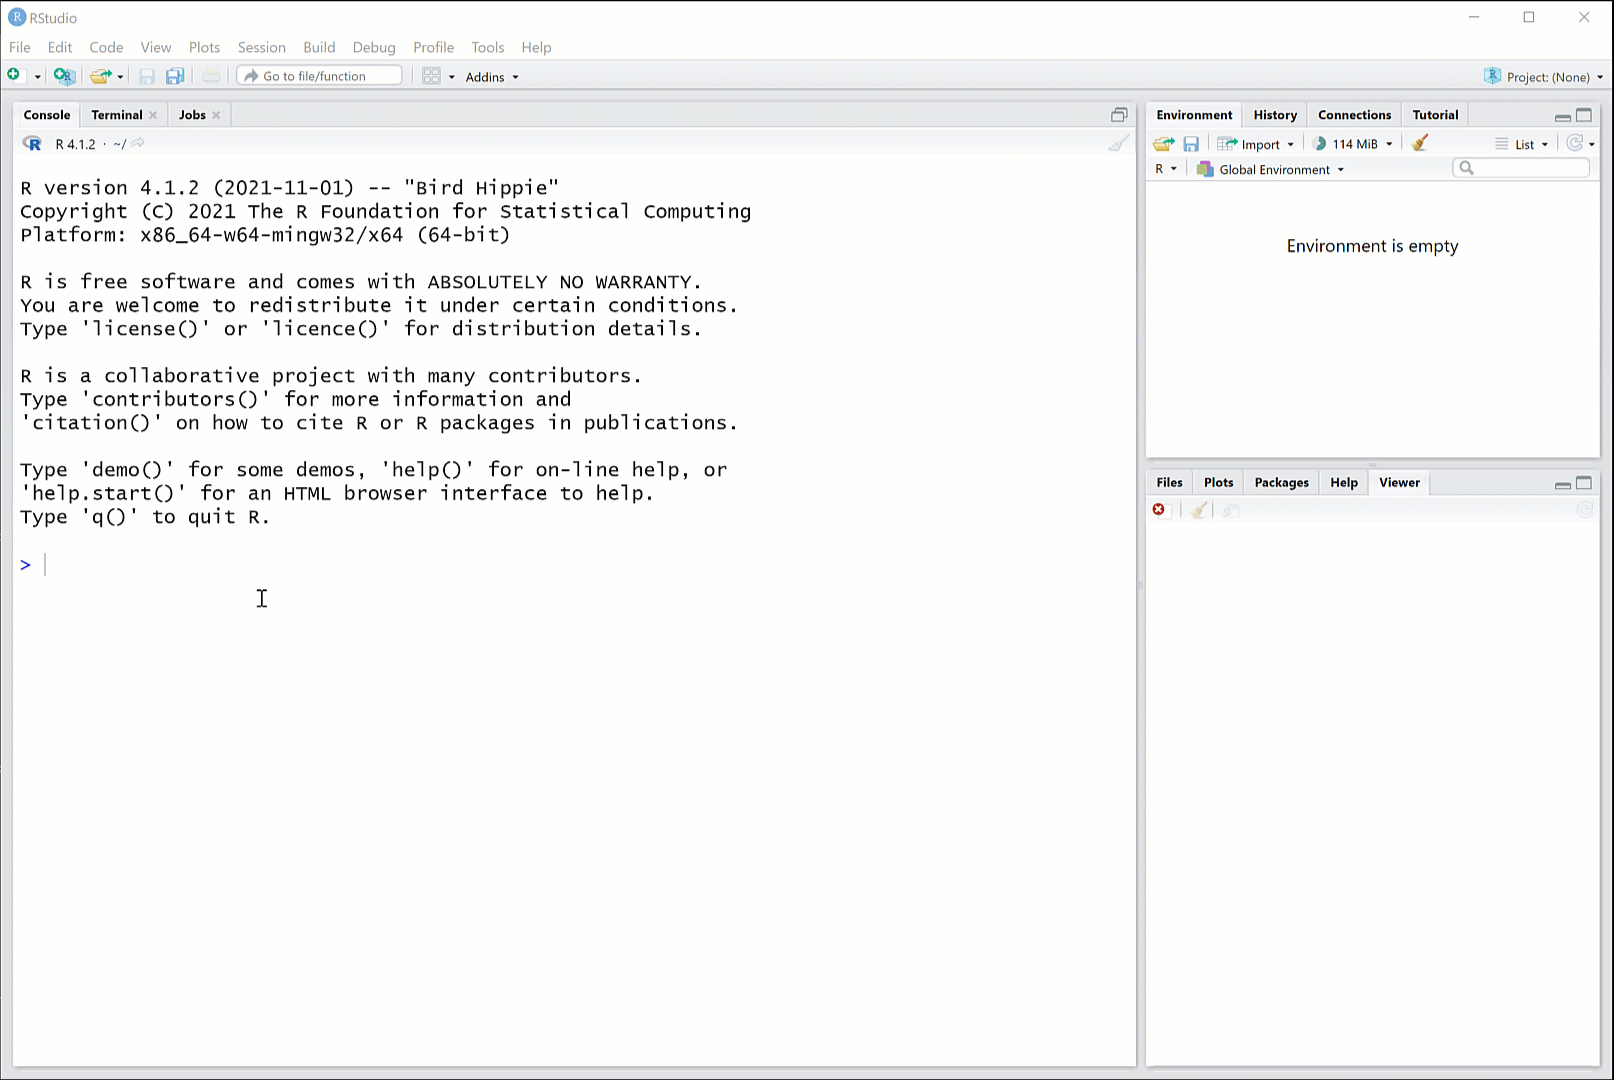 RStudio
File Edit Code View Plots Session Build Debug Profile Tools Help
Go to file/function Addins Project: (None)
Console Terminal Jobs
R 4.1.2 · ~/
R version 4.1.2 (2021-11-01) -- "Bird Hippie"
Copyright (C) 2021 The R Foundation for Statistical Computing
Platform: x86_64-w64-mingw32/x64 (64-bit)
R is free software and comes with ABSOLUTELY NO WARRANTY.
You are welcome to redistribute it under certain conditions.
Type 'license()' or 'licence()' for distribution details.
R is a collaborative project with many contributors.
Type 'contributors()' for more information and
'citation()' on how to cite R or R packages in publications.
Type 'demo()' for some demos, 'help()' for on-line help, or
'help.start()' for an HTML browser interface to help.
Type 'q()' to quit R.
>
Environment History Connections Tutorial
Import 114 MiB List
R Global Environment
Environment is empty
Files Plots Packages Help Viewer